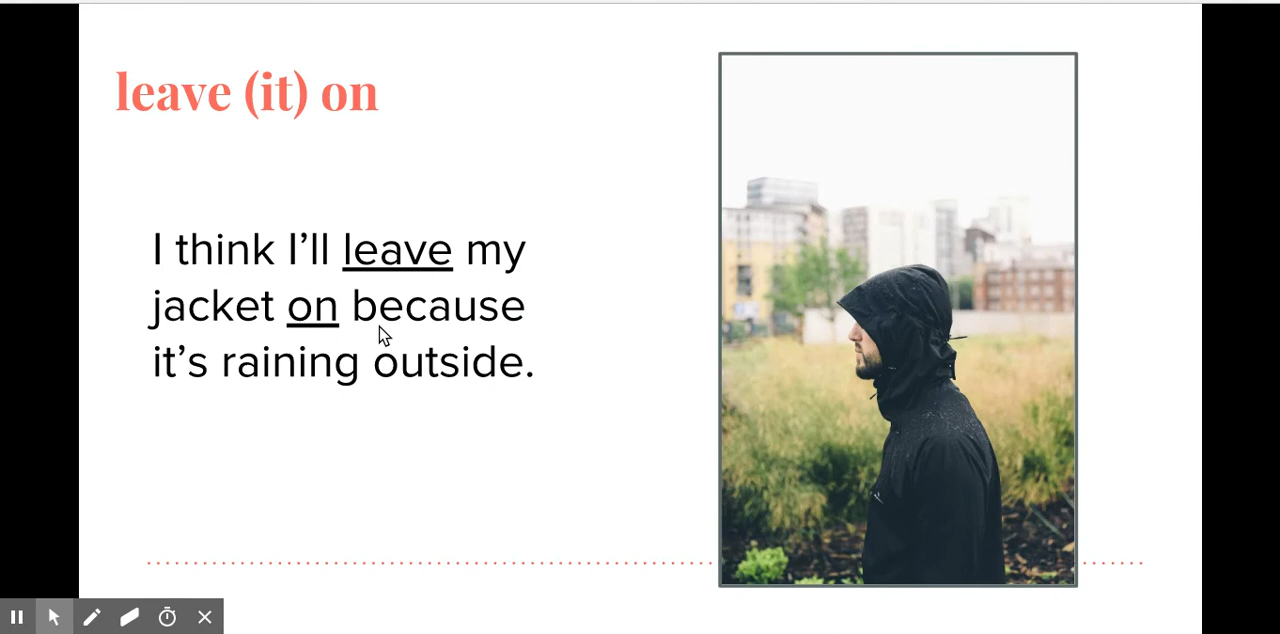 leave (it) on
I think I’ll leave my
jacket on because
it’s raining outside.